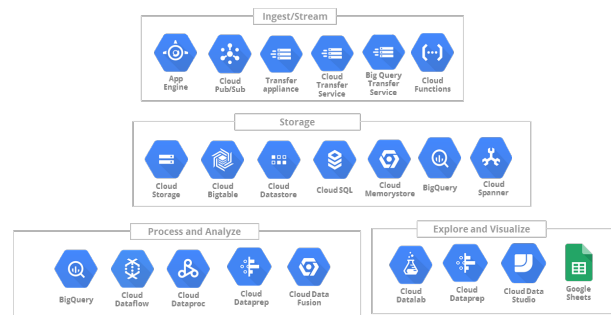 Ingest/Stream
App
Engine
Cloud
Pub/Sub
Transfer
appliance
Cloud
Transfer
Service
Big Query
Transfer
Service
Cloud
Functions
Storage
Cloud
Storage
Cloud
Bigtable
Cloud
Datastore
Cloud SQL
Cloud
Memorystore
BigQuery
Cloud
Spanner
Process and Analyze
BigQuery
Cloud
Dataflow
Cloud
Dataproc
Cloud
Dataprep
Cloud Data
Fusion
Explore and Visualize
Cloud
Datalab
Cloud
Dataprep
Cloud Data
Studio
Google
Sheets